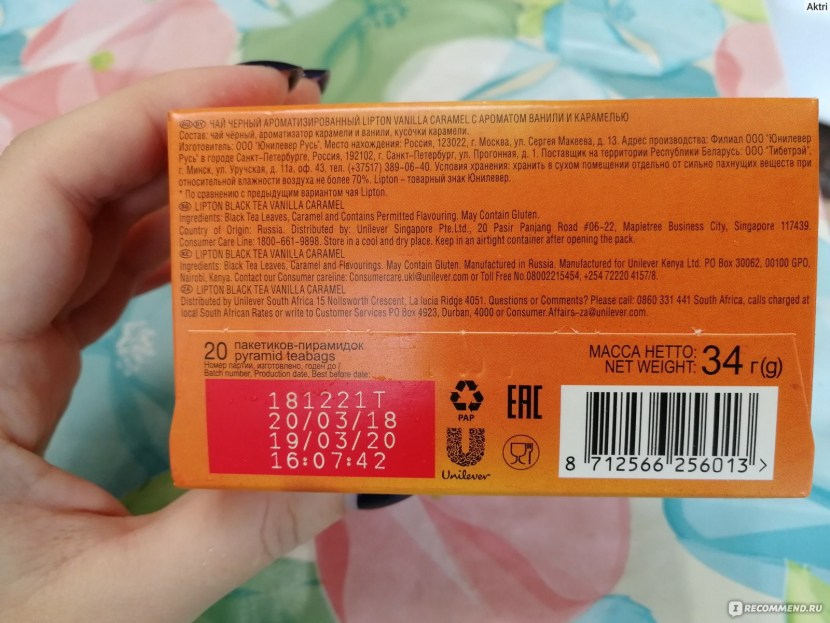 Aktri
RU BY ЧАЙ ЧЕРНЫЙ АРОМАТИЗИРОВАННЫЙ LIPTON VANILLA CARAMEL С АРОМАТОМ ВАНИЛИ И КАРАМЕЛЬЮ
Состав: чай черный, ароматизатор карамели и ванили, кусочки карамели.
Изготовитель: ООО "Юнилевер Русь". Место нахождения: Россия, 123022, г. Москва, ул. Сергея Макеева, д. 13. Адрес производства: Филиал ООО "Юнилевер
Русь" в городе Санкт-Петербурге, Россия, 192102, г. Санкт-Петербург, ул. Прогонная, д. 1. Поставщик на территории Республики Беларусь: ООО "Тибетрэй",
г. Минск, ул. Уручская, д. 11а, оф. 43, тел. (+37517) 389-06-40. Условия хранения: хранить в сухом помещении отдельно от сильно пахнущих веществ при
относительной влажности воздуха не более 70%. Lipton – товарный знак Юнилевер.
* По сравнению с предыдущим вариантом чая Lipton.
LIPTON BLACK TEA VANILLA CARAMEL
Ingredients: Black Tea Leaves, Caramel and Contains Permitted Flavouring. May Contain Gluten.
Country of Origin: Russia. Distributed by: Unilever Singapore Pte.Ltd., 20 Pasir Panjang Road #06-22, Mapletree Business City, Singapore 117439.
Consumer Care Line: 1800-661-9898. Store in a cool and dry place. Keep in an airtight container after opening the pack.
LIPTON BLACK TEA VANILLA CARAMEL
Ingredients: Black Tea Leaves, Caramel and Flavourings. May Contain Gluten. Manufactured in Russia. Manufactured for Unilever Kenya Ltd. PO Box 30062, 00100 GPO,
Nairobi, Kenya. Contact our Consumer careline: Consumercare.ukl@unilever.com or Toll Free No.08002215454, +254 72220 4157/8.
LIPTON BLACK TEA VANILLA CARAMEL
Distributed by Unilever South Africa 15 Nollsworth Crescent, La lucia Ridge 4051. Questions or Comments? Please call: 0860 331 441 South Africa, calls charged at
local South African Rates or write to Customer Services PO Box 4923, Durban, 4000 or Consumer.Affairs-za@unilever.com.
20 пакетиков-пирамидок
pyramid teabags
Номер партии, изготовлено, годен до /
Batch number, Production date, Best before date:
МАССА НЕТТО:
NET WEIGHT: 34 г(g)
181221T
20/03/18
19/03/20
16:07:42
PAP
EAC
Unilever
8 712566 256013 >
I RECOMMEND.RU